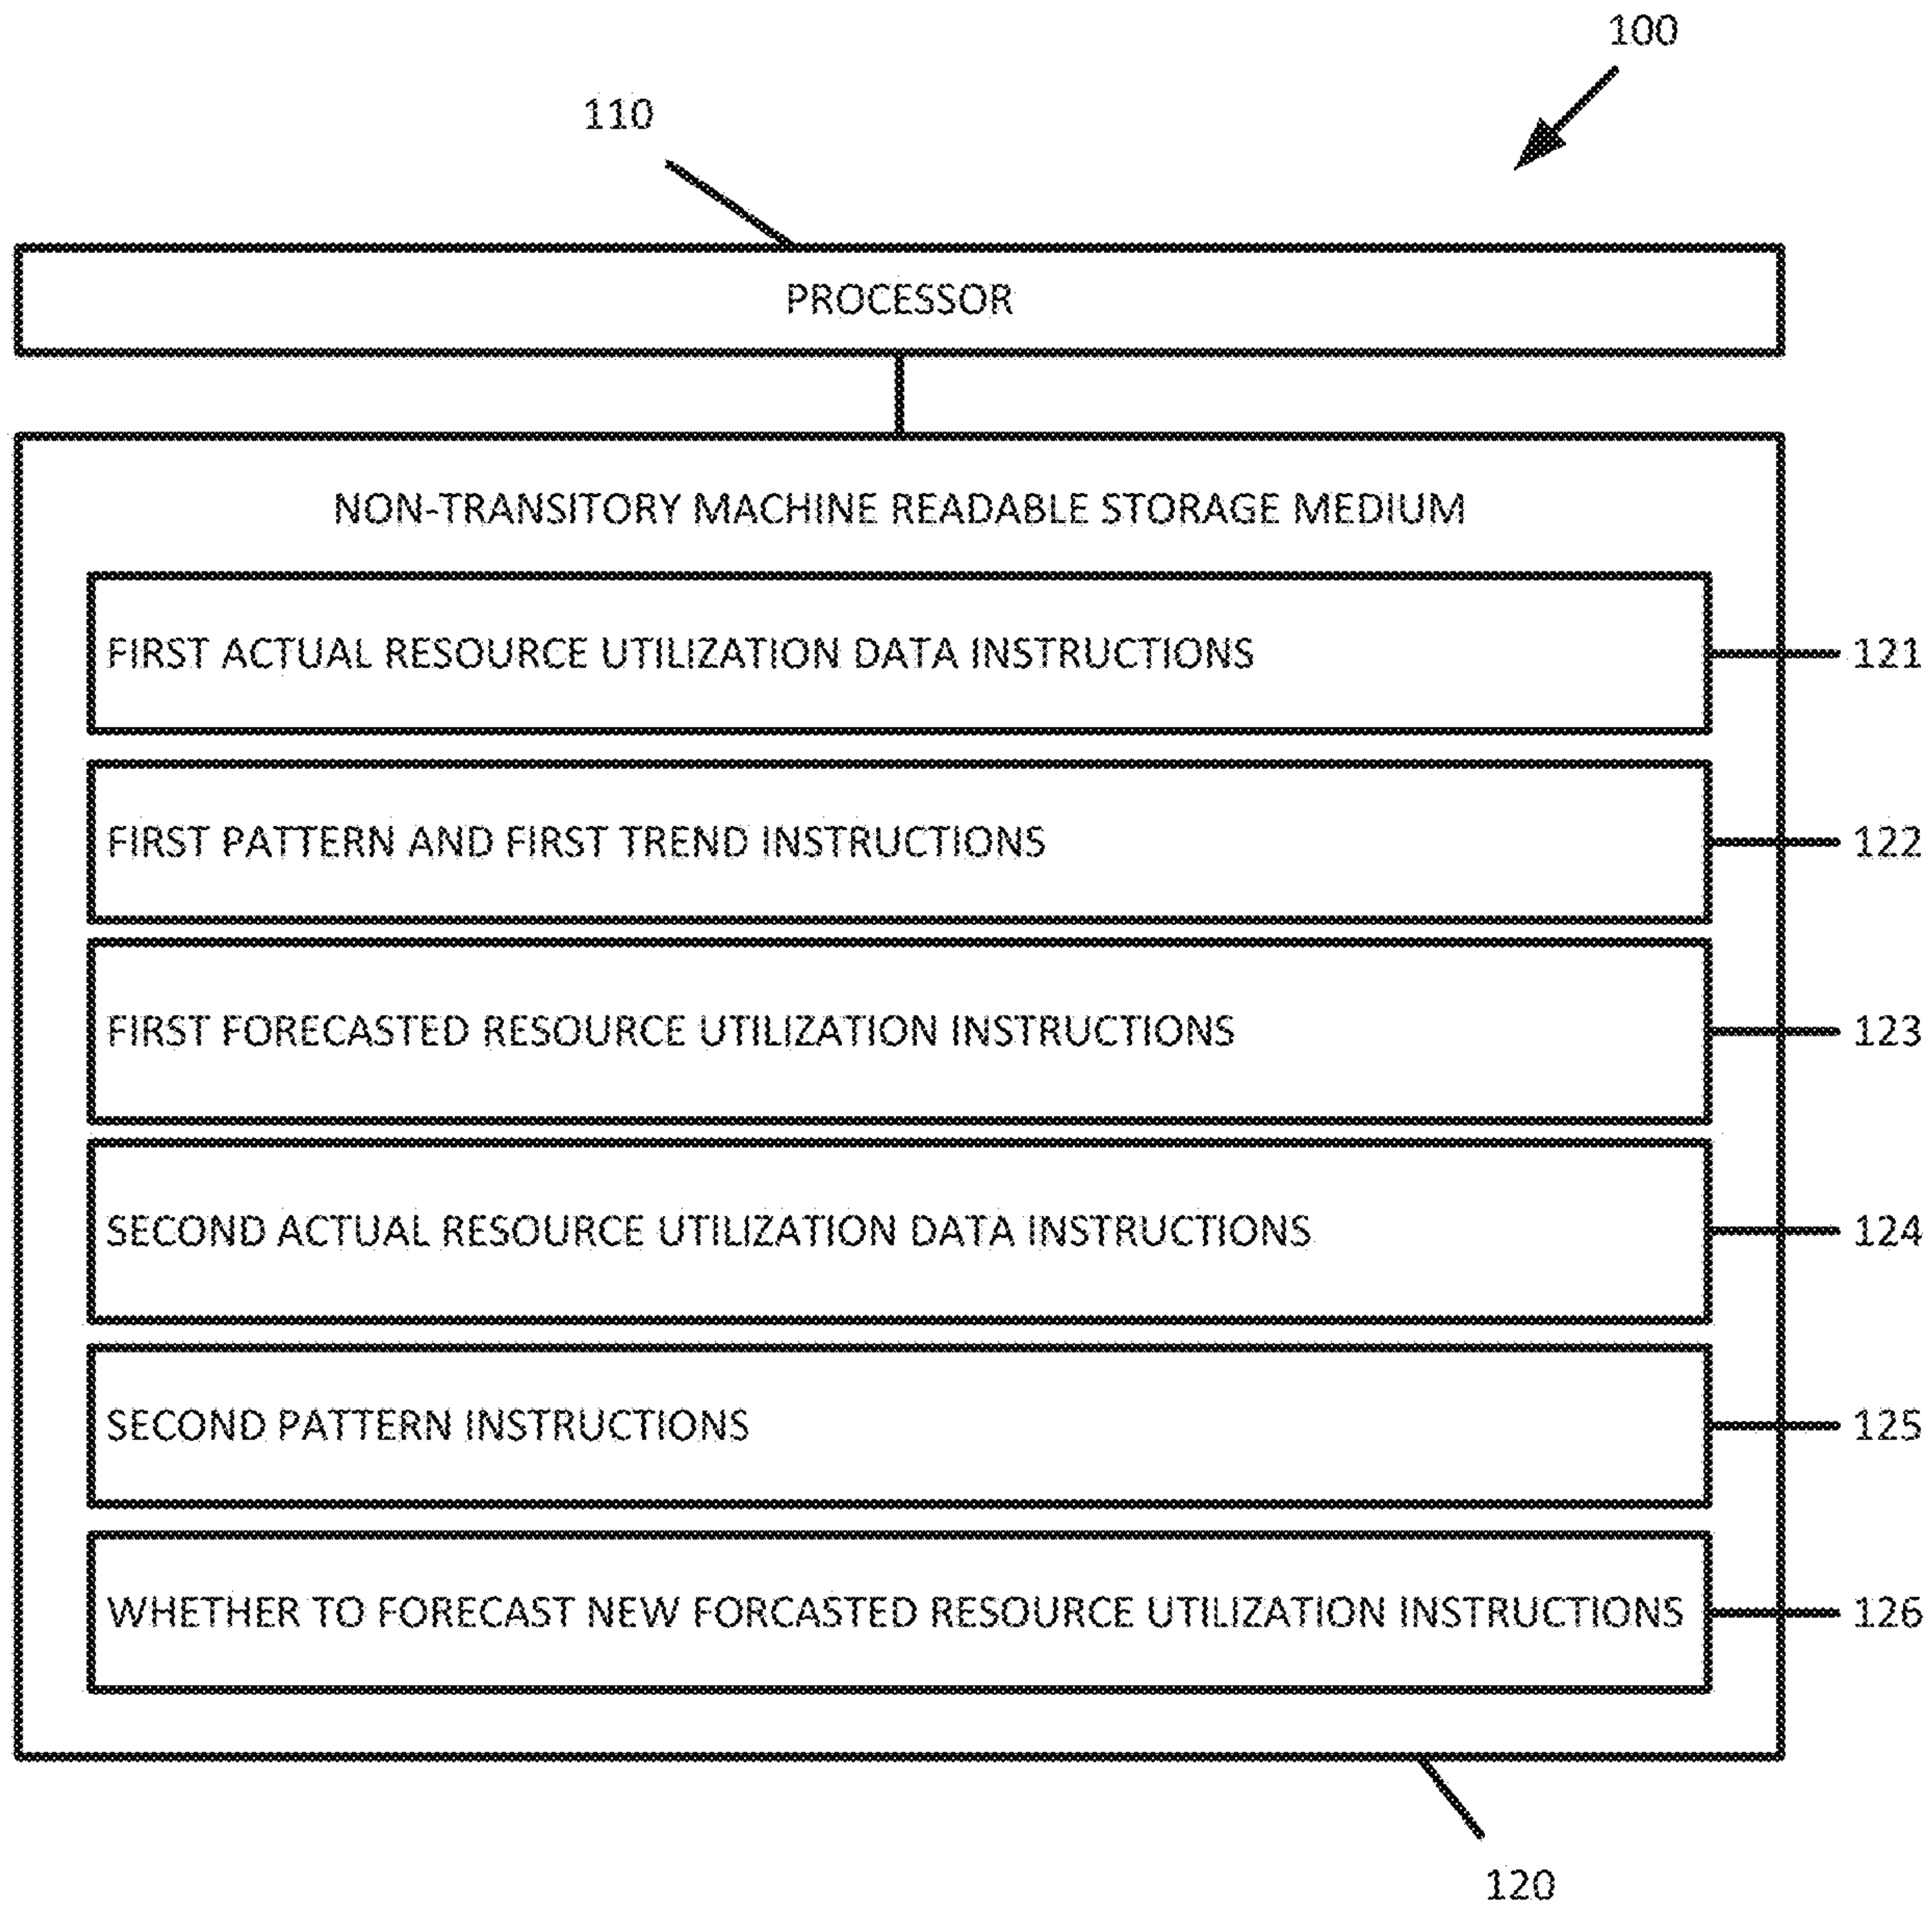 100
110
PROCESSOR
NON-TRANSITORY MACHINE READABLE STORAGE MEDIUM
FIRST ACTUAL RESOURCE UTILIZATION DATA INSTRUCTIONS 121
FIRST PATTERN AND FIRST TREND INSTRUCTIONS 122
FIRST FORECASTED RESOURCE UTILIZATION INSTRUCTIONS 123
SECOND ACTUAL RESOURCE UTILIZATION DATA INSTRUCTIONS 124
SECOND PATTERN INSTRUCTIONS 125
WHETHER TO FORECAST NEW FORCASTED RESOURCE UTILIZATION INSTRUCTIONS 126
120